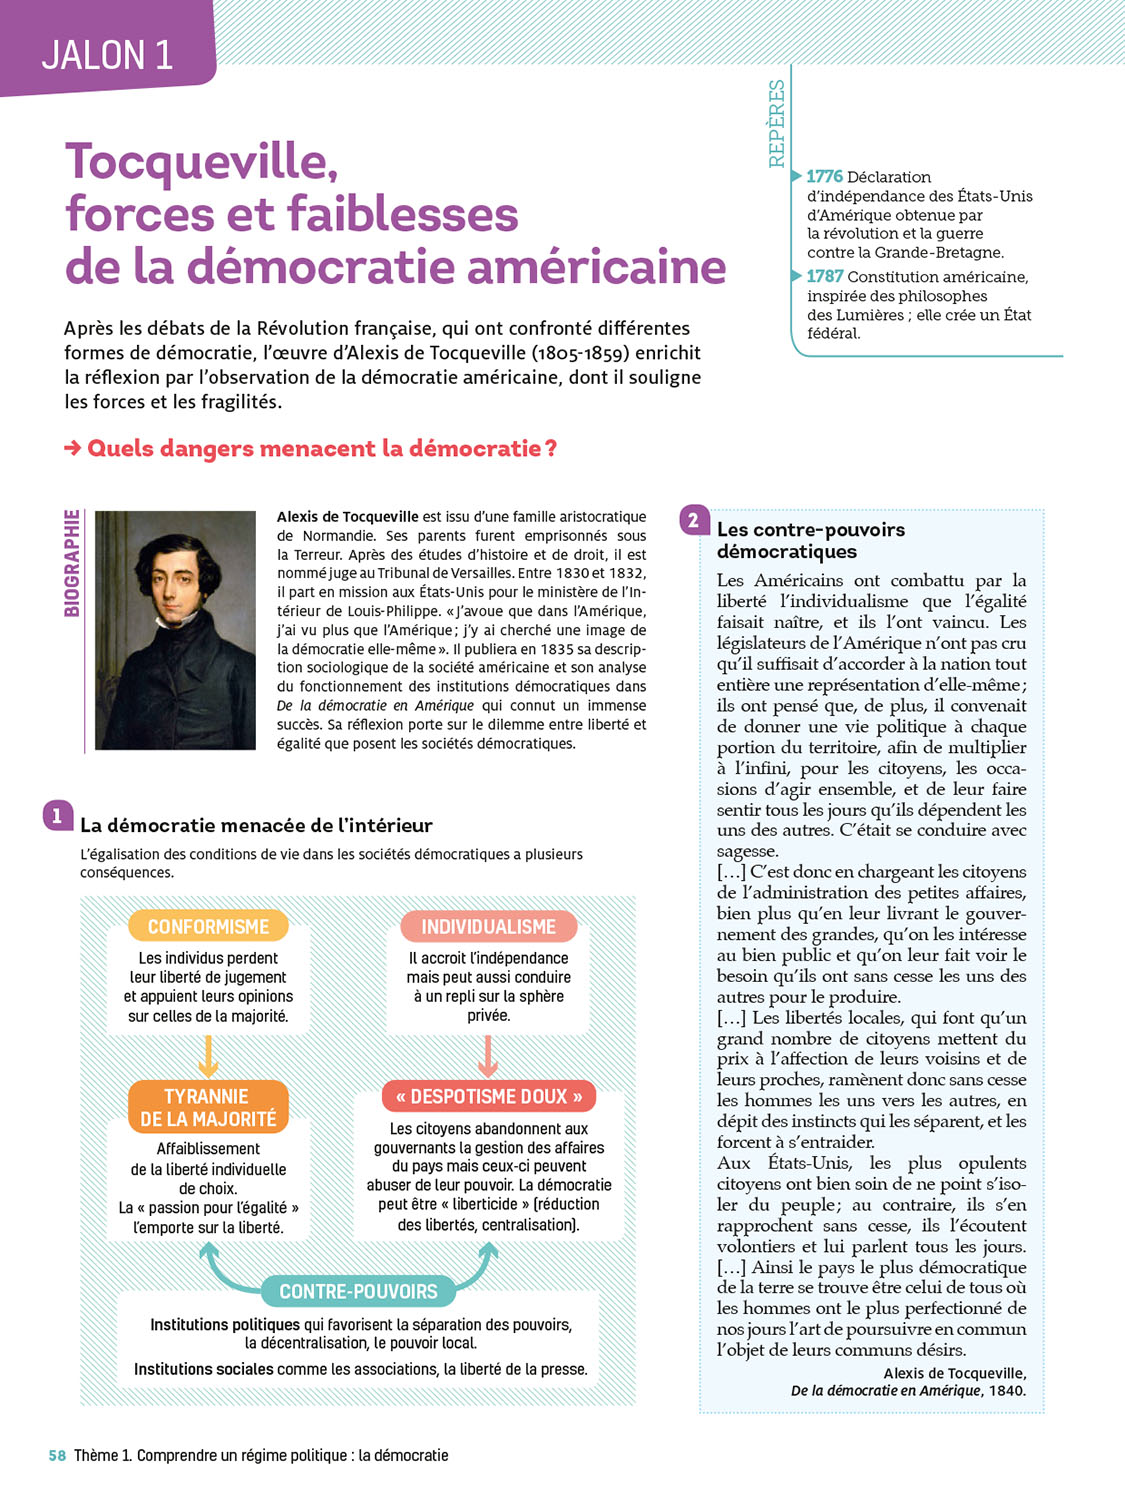 JALON 1
Tocqueville,
forces et faiblesses
de la démocratie américaine
Après les débats de la Révolution française, qui ont confronté différentes
formes de démocratie, l'œuvre d'Alexis de Tocqueville (1805-1859) enrichit
la réflexion par l'observation de la démocratie américaine, dont il souligne
les forces et les fragilités.
→ Quels dangers menacent la démocratie ?
REPÈRES
1776 Déclaration
d'indépendance des États-Unis
d'Amérique obtenue par
la révolution et la guerre
contre la Grande-Bretagne.
1787 Constitution américaine,
inspirée des philosophes
des Lumières ; elle crée un État
fédéral.
BIOGRAPHIE
Alexis de Tocqueville est issu d'une famille aristocratique
de Normandie. Ses parents furent emprisonnés sous
la Terreur. Après des études d'histoire et de droit, il est
nommé juge au Tribunal de Versailles. Entre 1830 et 1832,
il part en mission aux États-Unis pour le ministère de l'In-
térieur de Louis-Philippe. « J'avoue que dans l'Amérique,
j'ai vu plus que l'Amérique ; j'y ai cherché une image de
la démocratie elle-même ». Il publiera en 1835 sa descrip-
tion sociologique de la société américaine et son analyse
du fonctionnement des institutions démocratiques dans
De la démocratie en Amérique qui connut un immense
succès. Sa réflexion porte sur le dilemme entre liberté et
égalité que posent les sociétés démocratiques.
1
La démocratie menacée de l'intérieur
L'égalisation des conditions de vie dans les sociétés démocratiques a plusieurs
conséquences.
CONFORMISME
Les individus perdent
leur liberté de jugement
et appuient leurs opinions
sur celles de la majorité.
INDIVIDUALISME
Il accroit l'indépendance
mais peut aussi conduire
à un repli sur la sphère
privée.
TYRANNIE
DE LA MAJORITÉ
Affaiblissement
de la liberté individuelle
de choix.
La « passion pour l'égalité »
l'emporte sur la liberté.
« DESPOTISME DOUX »
Les citoyens abandonnent aux
gouvernants la gestion des affaires
du pays mais ceux-ci peuvent
abuser de leur pouvoir. La démocratie
peut être « liberticide » (réduction
des libertés, centralisation).
CONTRE-POUVOIRS
Institutions politiques qui favorisent la séparation des pouvoirs,
la décentralisation, le pouvoir local.
Institutions sociales comme les associations, la liberté de la presse.
2
Les contre-pouvoirs
démocratiques
Les Américains ont combattu par la
liberté l'individualisme que l'égalité
faisait naître, et ils l'ont vaincu. Les
législateurs de l'Amérique n'ont pas cru
qu'il suffisait d'accorder à la nation tout
entière une représentation d'elle-même ;
ils ont pensé que, de plus, il convenait
de donner une vie politique à chaque
portion du territoire, afin de multiplier
à l'infini, pour les citoyens, les occa-
sions d'agir ensemble, et de leur faire
sentir tous les jours qu'ils dépendent les
uns des autres. C'était se conduire avec
sagesse.
[…] C'est donc en chargeant les citoyens
de l'administration des petites affaires,
bien plus qu'en leur livrant le gouver-
nement des grandes, qu'on les intéresse
au bien public et qu'on leur fait voir le
besoin qu'ils ont sans cesse les uns des
autres pour le produire.
[…] Les libertés locales, qui font qu'un
grand nombre de citoyens mettent du
prix à l'affection de leurs voisins et de
leurs proches, ramènent donc sans cesse
les hommes les uns vers les autres, en
dépit des instincts qui les séparent, et les
forcent à s'entraider.
Aux États-Unis, les plus opulents
citoyens ont bien soin de ne point s'iso-
ler du peuple ; au contraire, ils s'en
rapprochent sans cesse, ils l'écoutent
volontiers et lui parlent tous les jours.
[…] Ainsi le pays le plus démocratique
de la terre se trouve être celui de tous où
les hommes ont le plus perfectionné de
nos jours l'art de poursuivre en commun
l'objet de leurs communs désirs.
Alexis de Tocqueville,
De la démocratie en Amérique, 1840.
58 Thème 1. Comprendre un régime politique : la démocratie